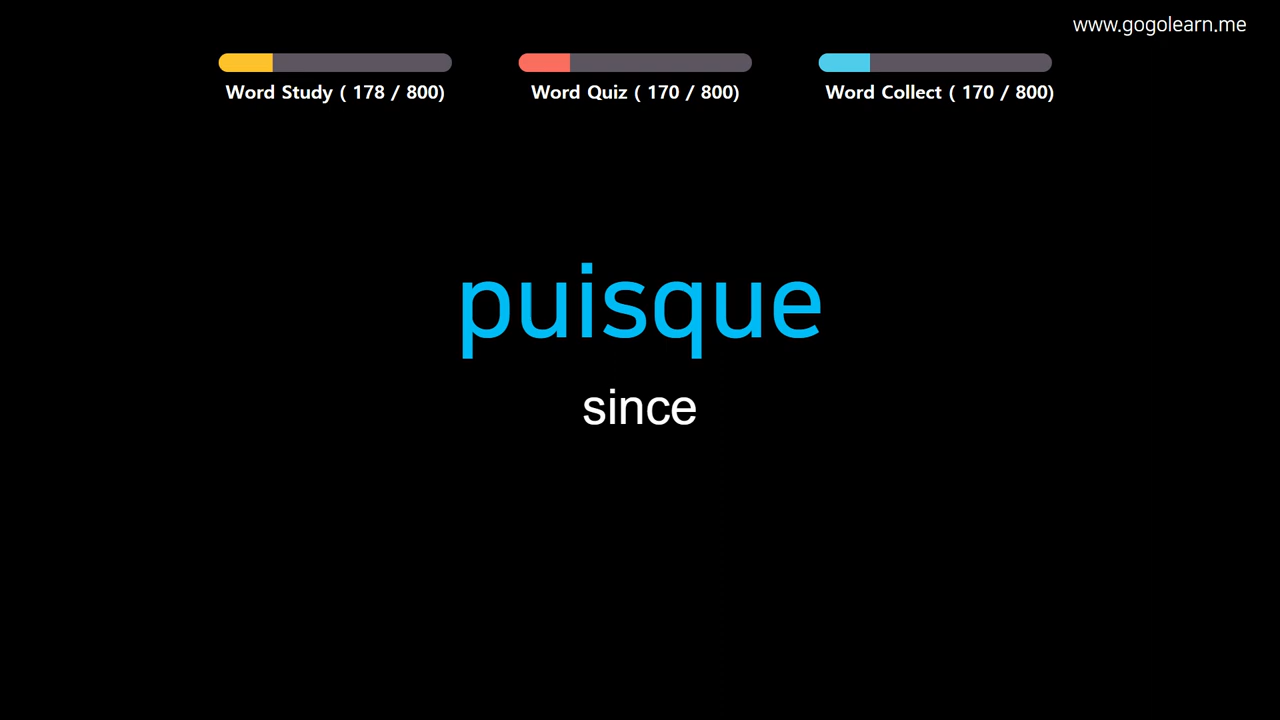 www.gogolearn.me
Word Study ( 178 / 800)
Word Quiz ( 170 / 800)
Word Collect ( 170 / 800)
puisque
since